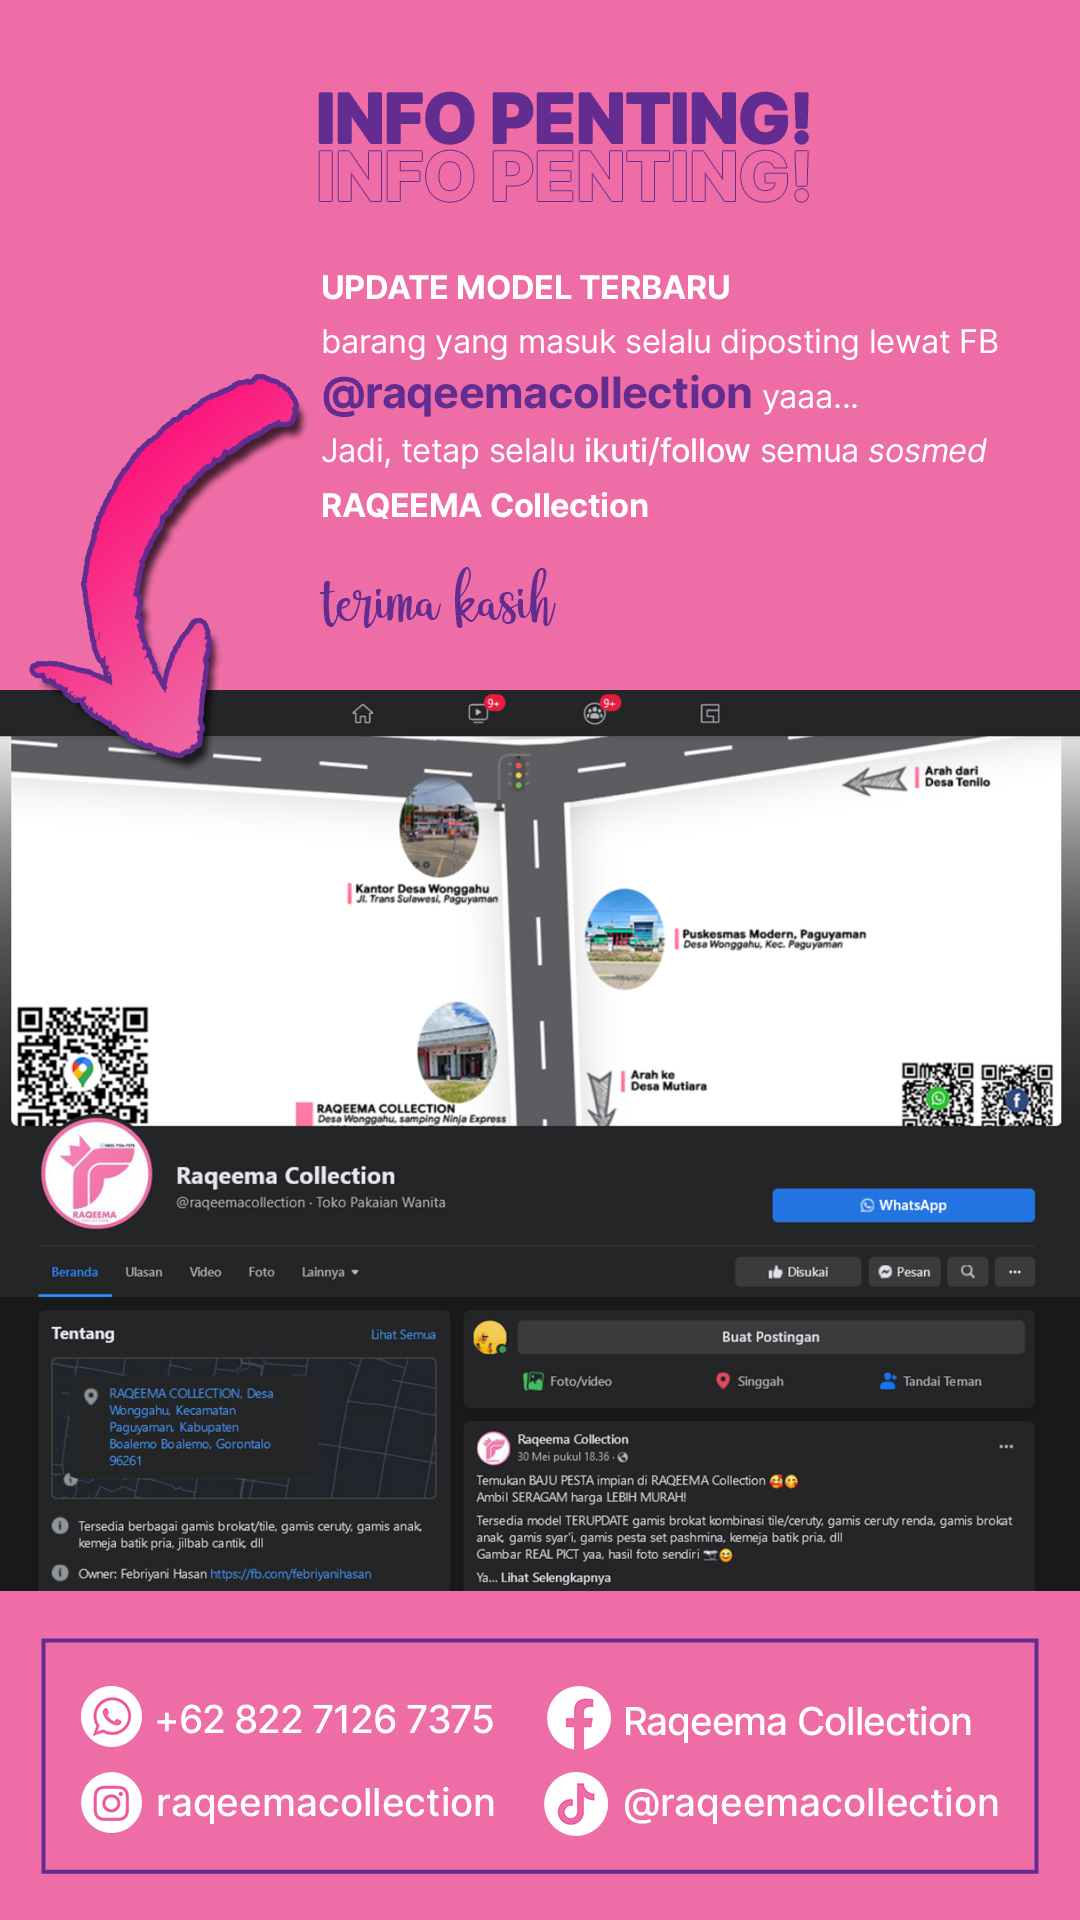 INFO PENTING!
INFO PENTING!
UPDATE MODEL TERBARU
barang yang masuk selalu diposting lewat FB
@raqeemacollection yaaa...
Jadi, tetap selalu ikuti/follow semua sosmed
RAQEEMA Collection
terima kasih
9+
9+
Arah dari
Desa Tenilo
Kantor Desa Wonggahu
Jl. Trans Sulawesi, Paguyaman
Puskesmas Modern, Paguyaman
Desa Wonggahu, Kec. Paguyaman
Arah ke
Desa Mutiara
RAQEEMA COLLECTION
Desa Wonggahu, samping Ninja Express
RAQEEMA
Raqeema Collection
@raqeemacollection · Toko Pakaian Wanita
WhatsApp
Beranda
Ulasan
Video
Foto
Lainnya
Disukai
Pesan
Tentang
Lihat Semua
RAQEEMA COLLECTION, Desa
Wonggahu, Kecamatan
Paguyaman, Kabupaten
Boalemo Boalemo, Gorontalo
96261
Tersedia berbagai gamis brokat/tile, gamis ceruty, gamis anak,
kemeja batik pria, jilbab cantik, dll
Owner: Febriyani Hasan https://fb.com/febriyanihasan
Buat Postingan
Foto/video
Singgah
Tandai Teman
Raqeema Collection
30 Mei pukul 18.36 ·
Temukan BAJU PESTA impian di RAQEEMA Collection 🥰😋
Ambil SERAGAM harga LEBIH MURAH!
Tersedia model TERUPDATE gamis brokat kombinasi tile/ceruty, gamis ceruty renda, gamis brokat
anak, gamis syar'i, gamis pesta set pashmina, kemeja batik pria, dll
Gambar REAL PICT yaa, hasil foto sendiri 📷😄
Ya... Lihat Selengkapnya
+62 822 7126 7375
Raqeema Collection
raqeemacollection
@raqeemacollection